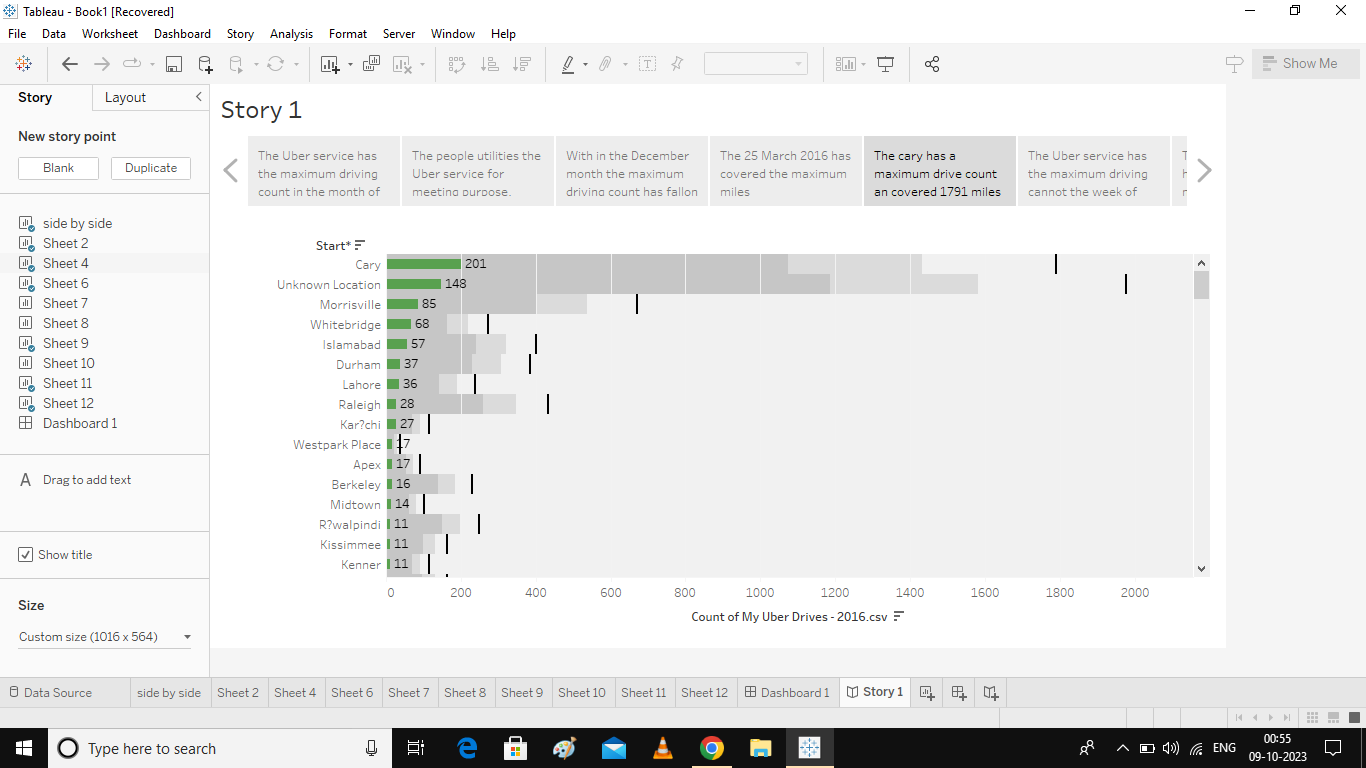 Tableau - Book1 [Recovered]
File Data Worksheet Dashboard Story Analysis Format Server Window Help
Show Me
Story Layout
New story point
Blank Duplicate
side by side
Sheet 2
Sheet 4
Sheet 6
Sheet 7
Sheet 8
Sheet 9
Sheet 10
Sheet 11
Sheet 12
Dashboard 1
A Drag to add text
Show title
Size
Custom size (1016 x 564)
Story 1
The Uber service has
the maximum driving
count in the month of
The people utilities the
Uber service for
meeting purpose.
With in the December
month the maximum
driving count has fallon
The 25 March 2016 has
covered the maximum
miles
The cary has a
maximum drive count
an covered 1791 miles
The Uber service has
the maximum driving
cannot the week of
Start*
Cary 201
Unknown Location 148
Morrisville 85
Whitebridge 68
Islamabad 57
Durham 37
Lahore 36
Raleigh 28
Kar?chi 27
Westpark Place 17
Apex 17
Berkeley 16
Midtown 14
R?walpindi 11
Kissimmee 11
Kenner 11
0 200 400 600 800 1000 1200 1400 1600 1800 2000
Count of My Uber Drives - 2016.csv
Data Source side by side Sheet 2 Sheet 4 Sheet 6 Sheet 7 Sheet 8 Sheet 9 Sheet 10 Sheet 11 Sheet 12 Dashboard 1 Story 1
Type here to search
ENG
00:55
09-10-2023